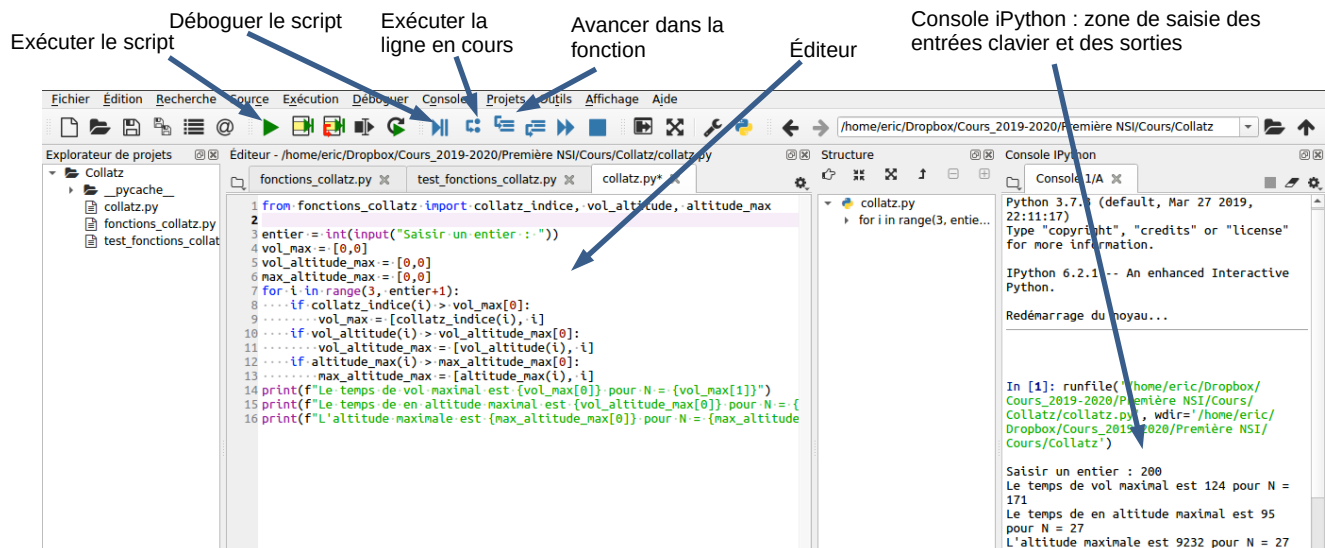 Exécuter le script
Déboguer le script
Exécuter la
ligne en cours
Avancer dans la
fonction
Éditeur
Console iPython : zone de saisie des
entrées clavier et des sorties
Fichier Édition Recherche Source Exécution Déboguer Consoles Projets Outils Affichage Aide
/home/eric/Dropbox/Cours_2019-2020/Première NSI/Cours/Collatz
Explorateur de projets
Collatz
__pycache__
collatz.py
fonctions_collatz.py
test_fonctions_collat
Éditeur - /home/eric/Dropbox/Cours_2019-2020/Première NSI/Cours/Collatz/collatz.py
fonctions_collatz.py test_fonctions_collatz.py collatz.py*
1 from fonctions_collatz import collatz_indice, vol_altitude, altitude_max
2
3 entier = int(input("Saisir un entier : "))
4 vol_max = [0,0]
5 vol_altitude_max = [0,0]
6 max_altitude_max = [0,0]
7 for i in range(3, entier+1):
8     if collatz_indice(i) > vol_max[0]:
9         vol_max = [collatz_indice(i), i]
10     if vol_altitude(i) > vol_altitude_max[0]:
11         vol_altitude_max = [vol_altitude(i), i]
12     if altitude_max(i) > max_altitude_max[0]:
13         max_altitude_max = [altitude_max(i), i]
14 print(f"Le temps de vol maximal est {vol_max[0]} pour N = {vol_max[1]}")
15 print(f"Le temps de en altitude maximal est {vol_altitude_max[0]} pour N = {
16 print(f"L'altitude maximale est {max_altitude_max[0]} pour N = {max_altitude
Structure
collatz.py
for i in range(3, entie...
Console IPython
Console 1/A
Python 3.7.3 (default, Mar 27 2019,
22:11:17)
Type "copyright", "credits" or "license"
for more information.
IPython 6.2.1 -- An enhanced Interactive
Python.
Redémarrage du noyau...
In [1]: runfile('/home/eric/Dropbox/
Cours_2019-2020/Première NSI/Cours/
Collatz/collatz.py', wdir='/home/eric/
Dropbox/Cours_2019-2020/Première NSI/
Cours/Collatz')
Saisir un entier : 200
Le temps de vol maximal est 124 pour N =
171
Le temps de en altitude maximal est 95
pour N = 27
L'altitude maximale est 9232 pour N = 27